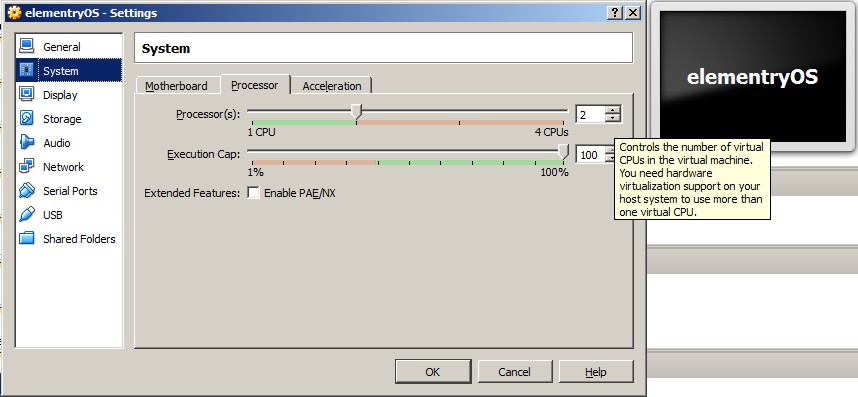 elementryOS - Settings
General
System
Display
Storage
Audio
Network
Serial Ports
USB
Shared Folders
System
Motherboard
Processor
Acceleration
Processor(s):
2
1 CPU
4 CPUs
Execution Cap:
100
1%
100%
Extended Features:
Enable PAE/NX
Controls the number of virtual
CPUs in the virtual machine.
You need hardware
virtualization support on your
host system to use more than
one virtual CPU.
OK
Cancel
Help
elementryOS